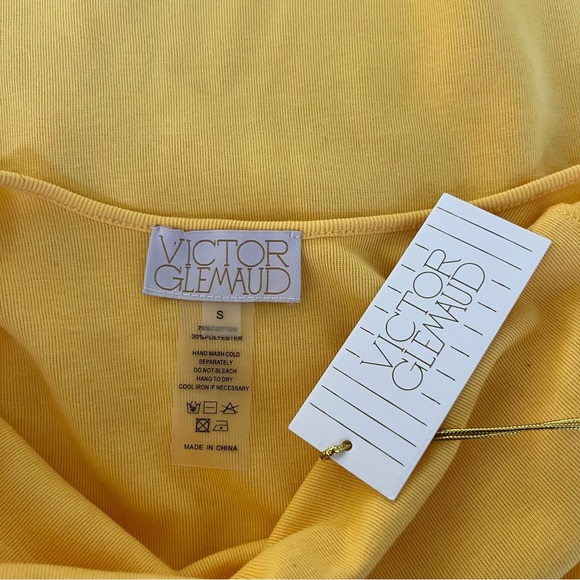 VICTOR
GLEMAUD
S
70%COTTON
30%POLYESTER
HAND WASH COLD
SEPARATELY
DO NOT BLEACH
HANG TO DRY
COOL IRON IF NECESSARY
MADE IN CHINA
VICTOR
GLEMAUD